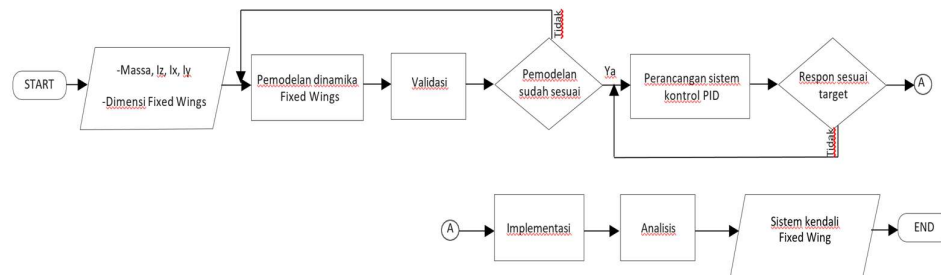 START
-Massa, Iz, Ix, Iy
-Dimensi Fixed Wings
Pemodelan dinamika
Fixed Wings
Validasi
Pemodelan
sudah sesuai
Tidak
Ya
Perancangan sistem
kontrol PID
Respon sesuai
target
Tidak
A
A
Implementasi
Analisis
Sistem kendali
Fixed Wing
END